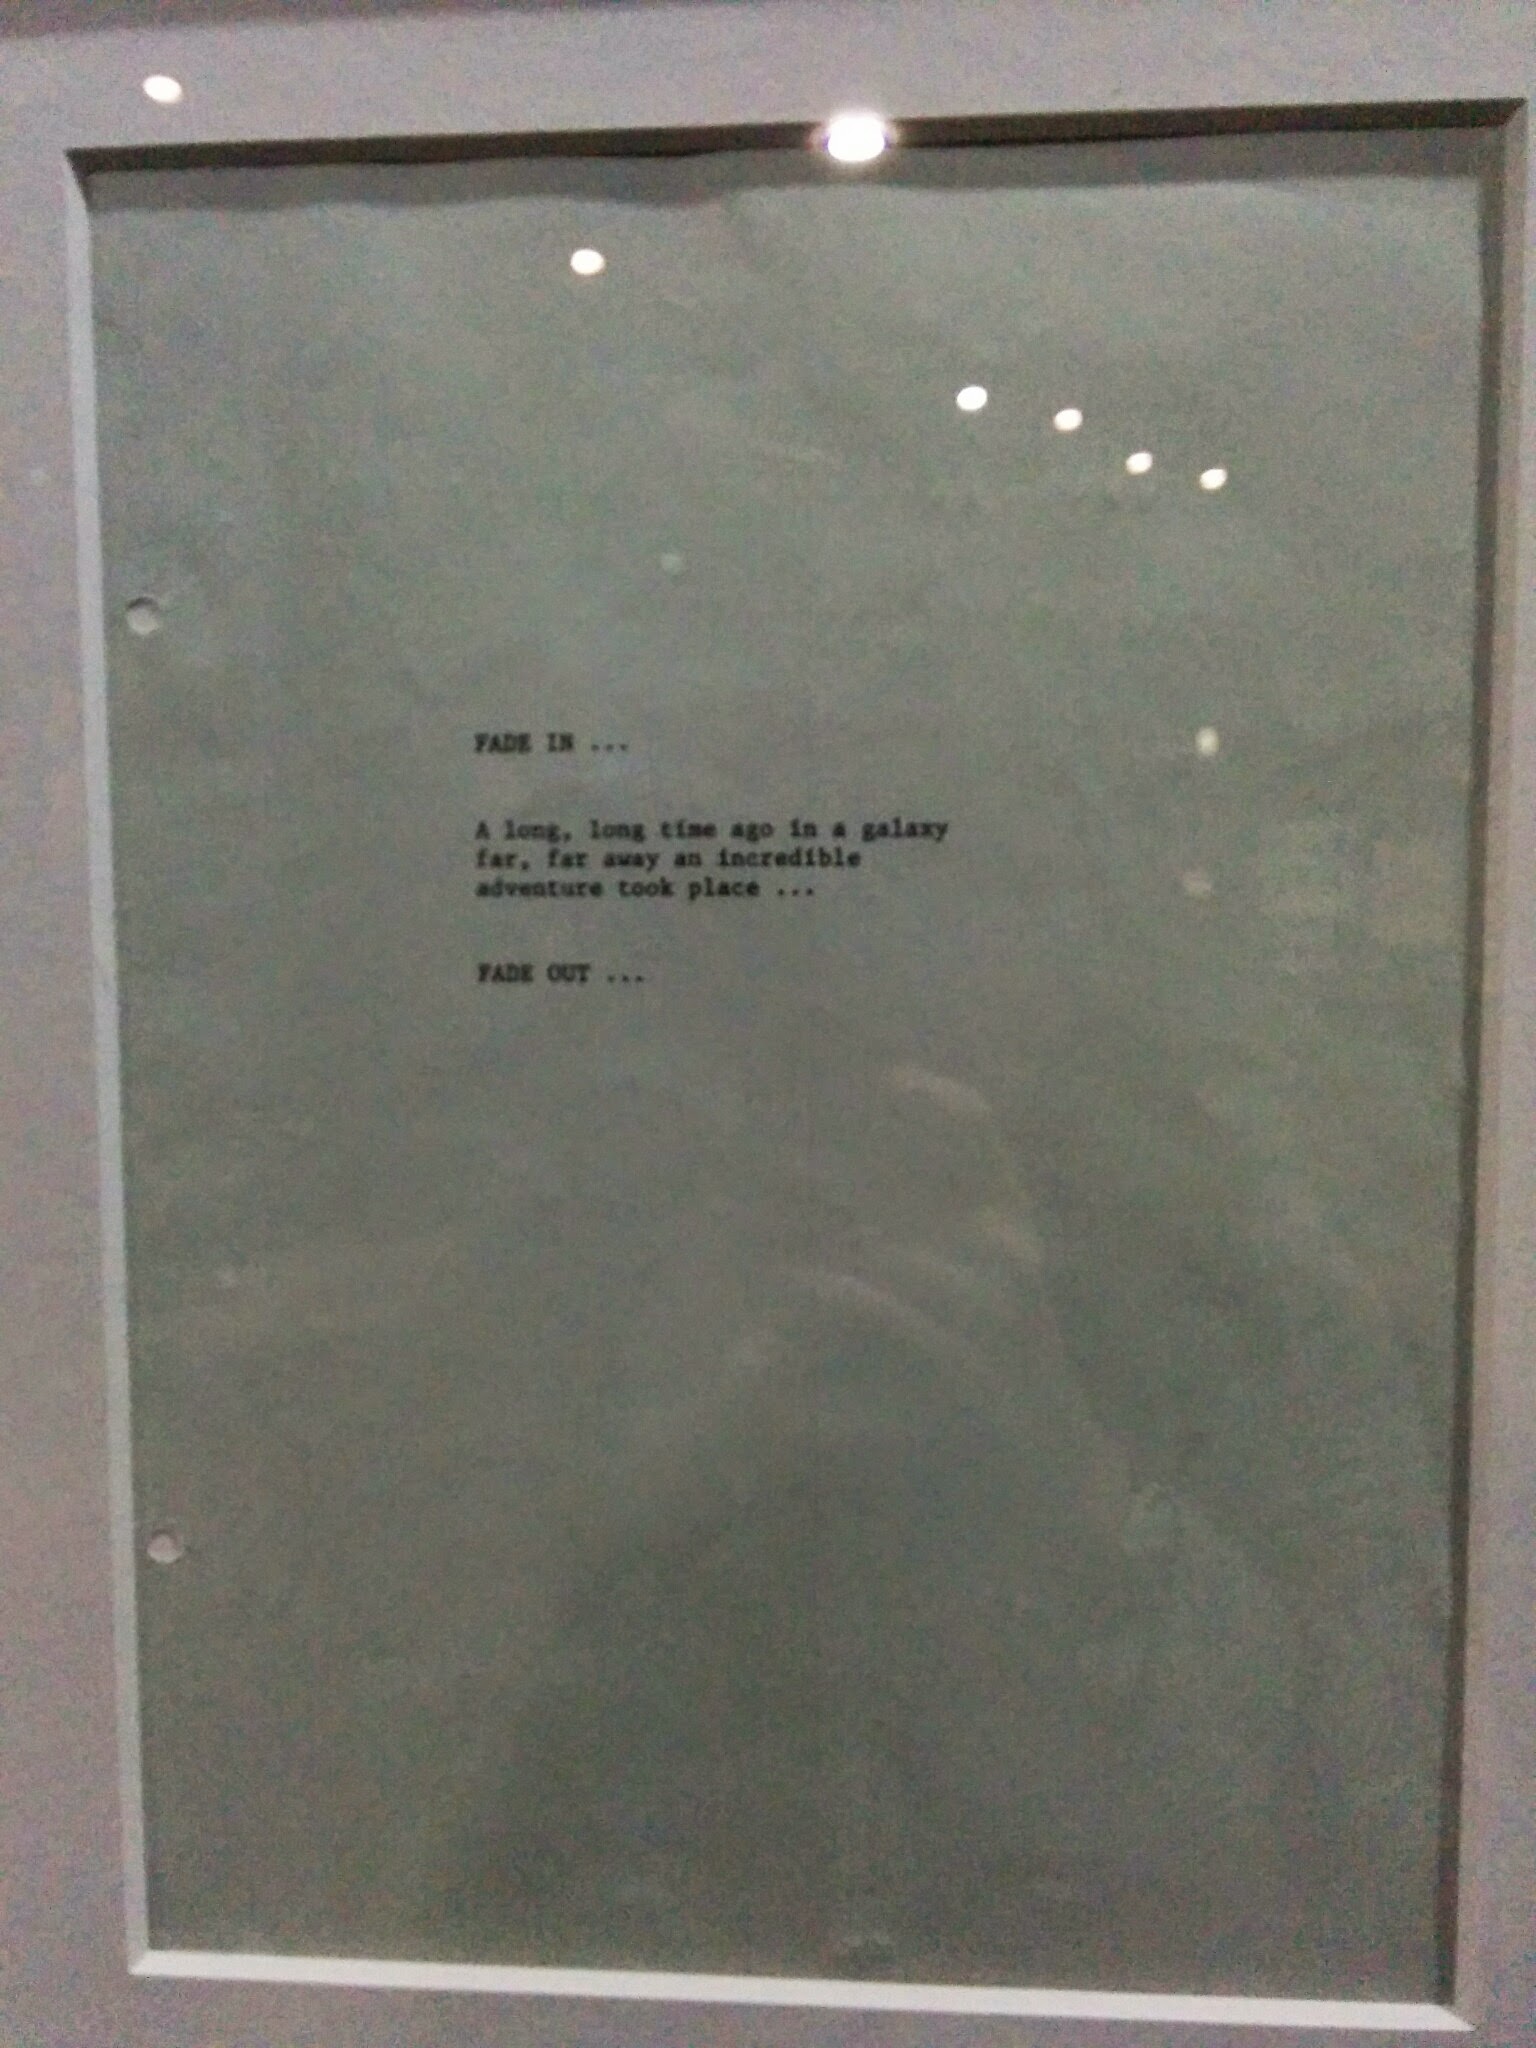 FADE IN ...
A long, long time ago in a galaxy
far, far away an incredible
adventure took place ...
FADE OUT ...